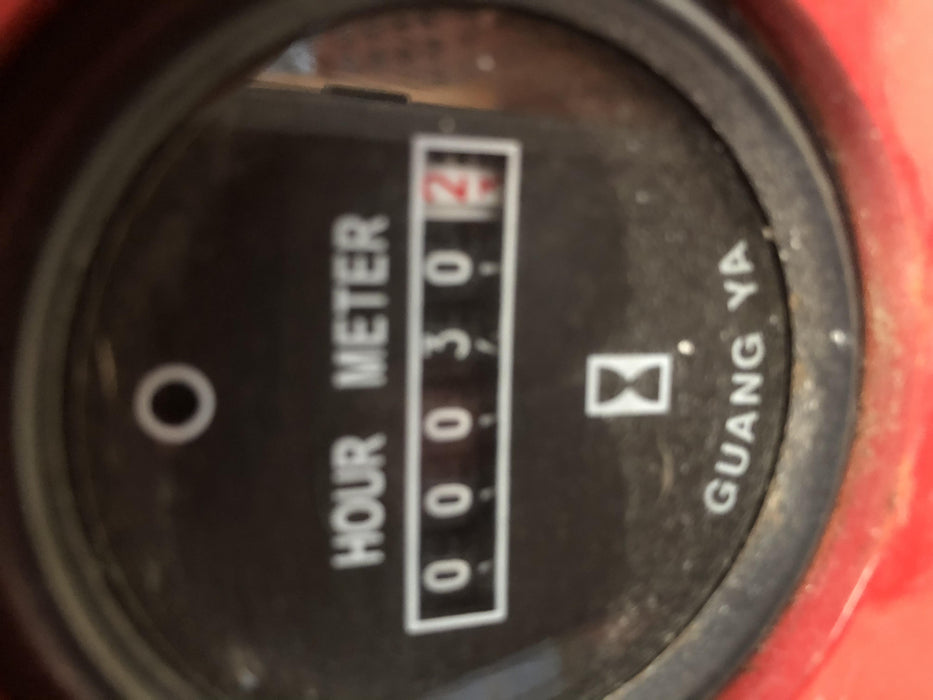 HOUR METER
000302
GUANG YA